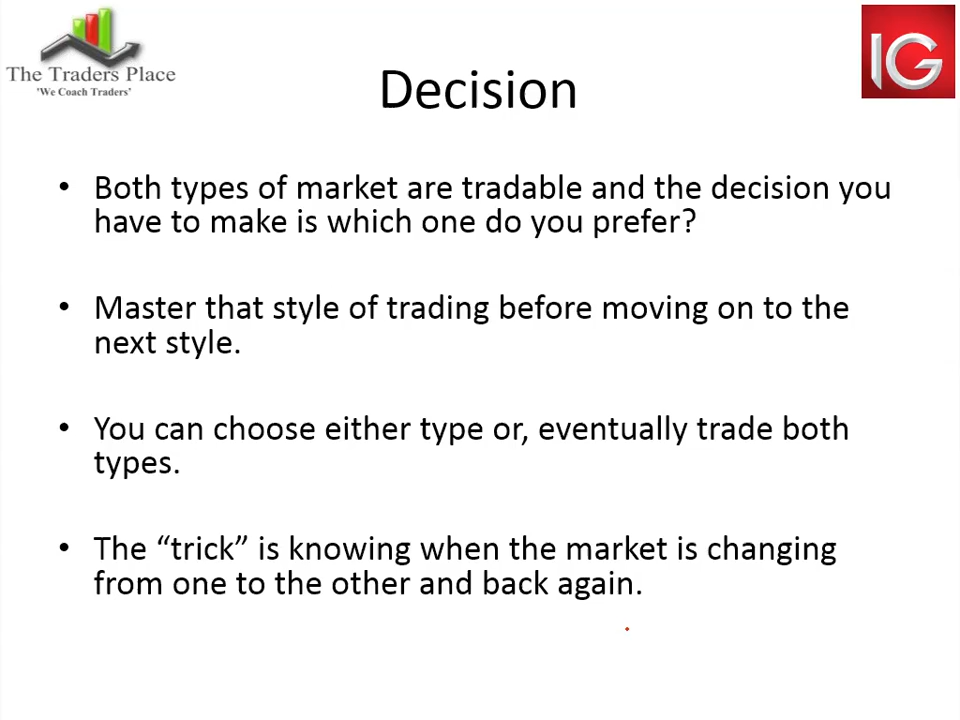 The Traders Place
'We Coach Traders'
IG
Decision
• Both types of market are tradable and the decision you
have to make is which one do you prefer?
• Master that style of trading before moving on to the
next style.
• You can choose either type or, eventually trade both
types.
• The “trick” is knowing when the market is changing
from one to the other and back again.